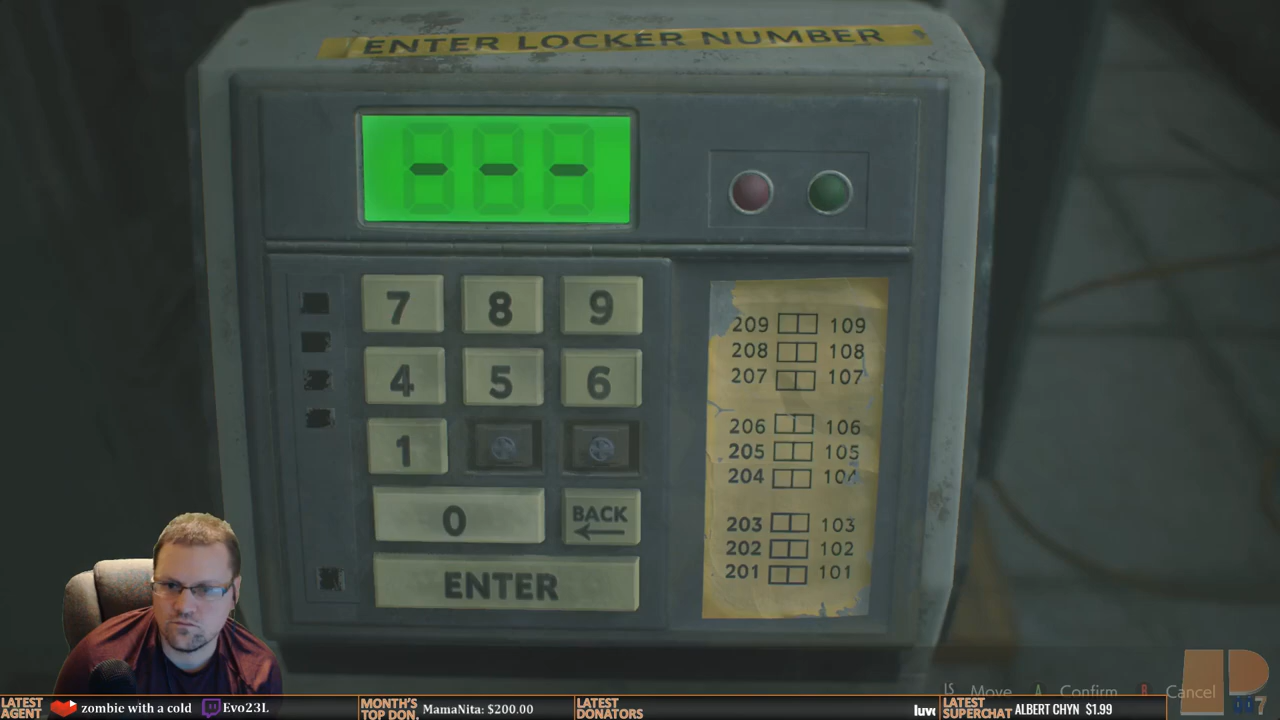 ENTER LOCKER NUMBER
7 8 9
4 5 6
1
0 BACK
ENTER
209 109
208 108
207 107
206 106
205 105
204 104
203 103
202 102
201 101
LS Move A Confirm B Cancel
LATEST AGENT zombie with a cold Evo23L
MONTH'S TOP DON. MamaNita: $200.00
LATEST DONATORS
luv
LATEST SUPERCHAT ALBERT CHYN $1.99